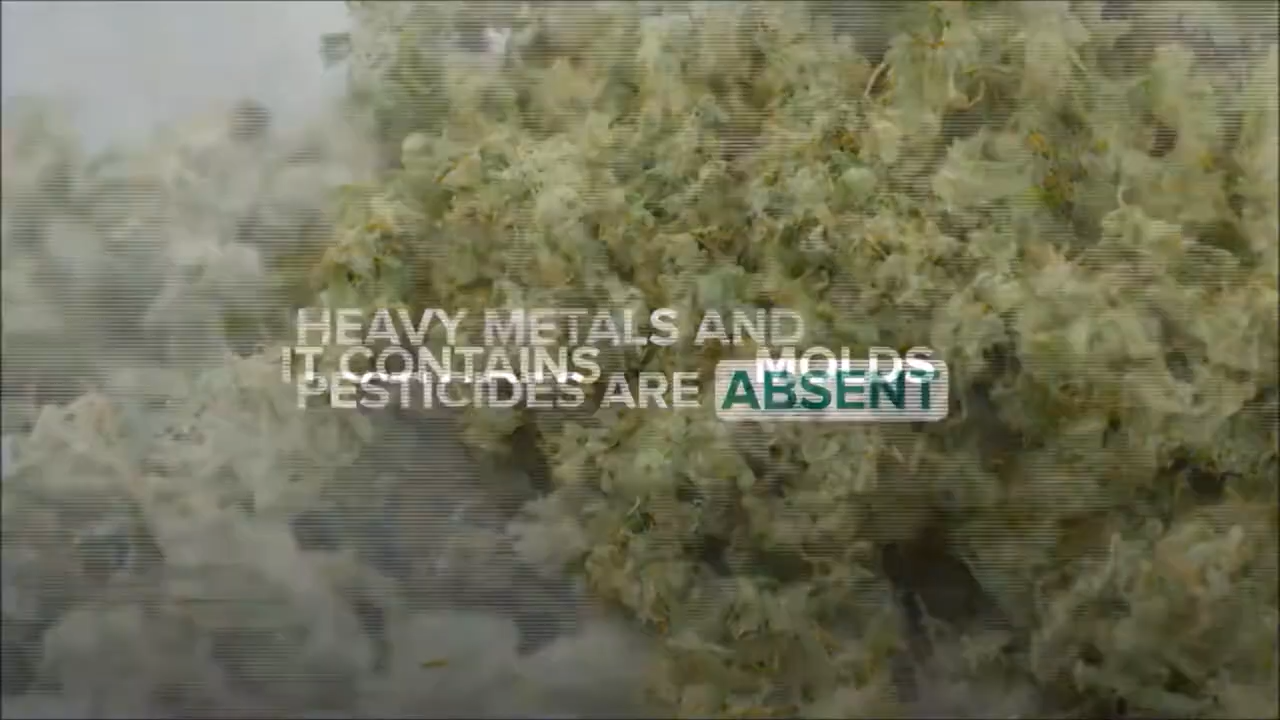 HEAVY METALS AND
IT CONTAINS MOLDS
PESTICIDES ARE ABSENT